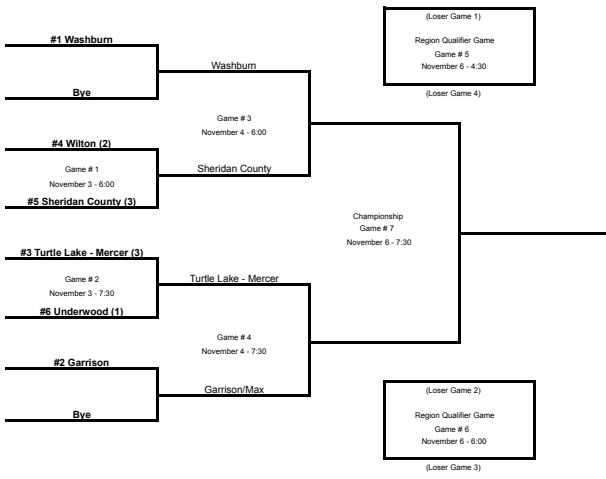 (Loser Game 1)
#1 Washburn
Region Qualifier Game
Game # 5
Washburn
November 6 - 4:30
Bye
(Loser Game 4)
Game # 3
November 4 - 6:00
#4 Wilton (2)
Game # 1
Sheridan County
November 3 - 6:00
#5 Sheridan County (3)
Championship
Game # 7
November 6 - 7:30
#3 Turtle Lake - Mercer (3)
Game # 2
Turtle Lake - Mercer
November 3 - 7:30
#6 Underwood (1)
Game # 4
November 4 - 7:30
#2 Garrison
Garrison/Max
(Loser Game 2)
Bye
Region Qualifier Game
Game # 6
November 6 - 6:00
(Loser Game 3)